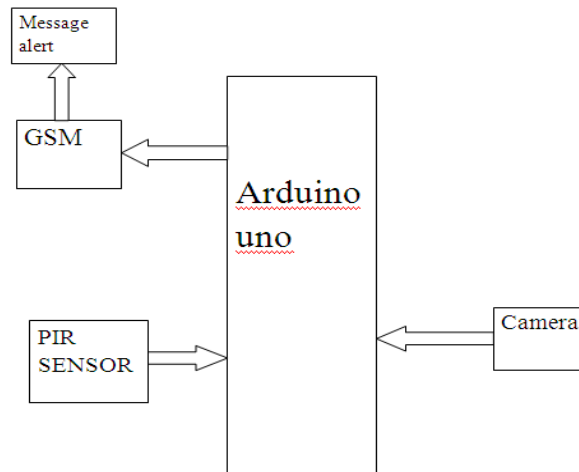 Message
alert
GSM
Arduino
uno
PIR
SENSOR
Camera